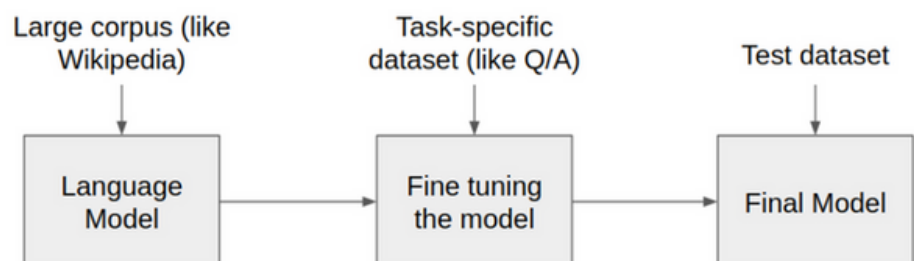 Large corpus (like
Wikipedia)
Task-specific
dataset (like Q/A)
Test dataset
Language
Model
Fine tuning
the model
Final Model